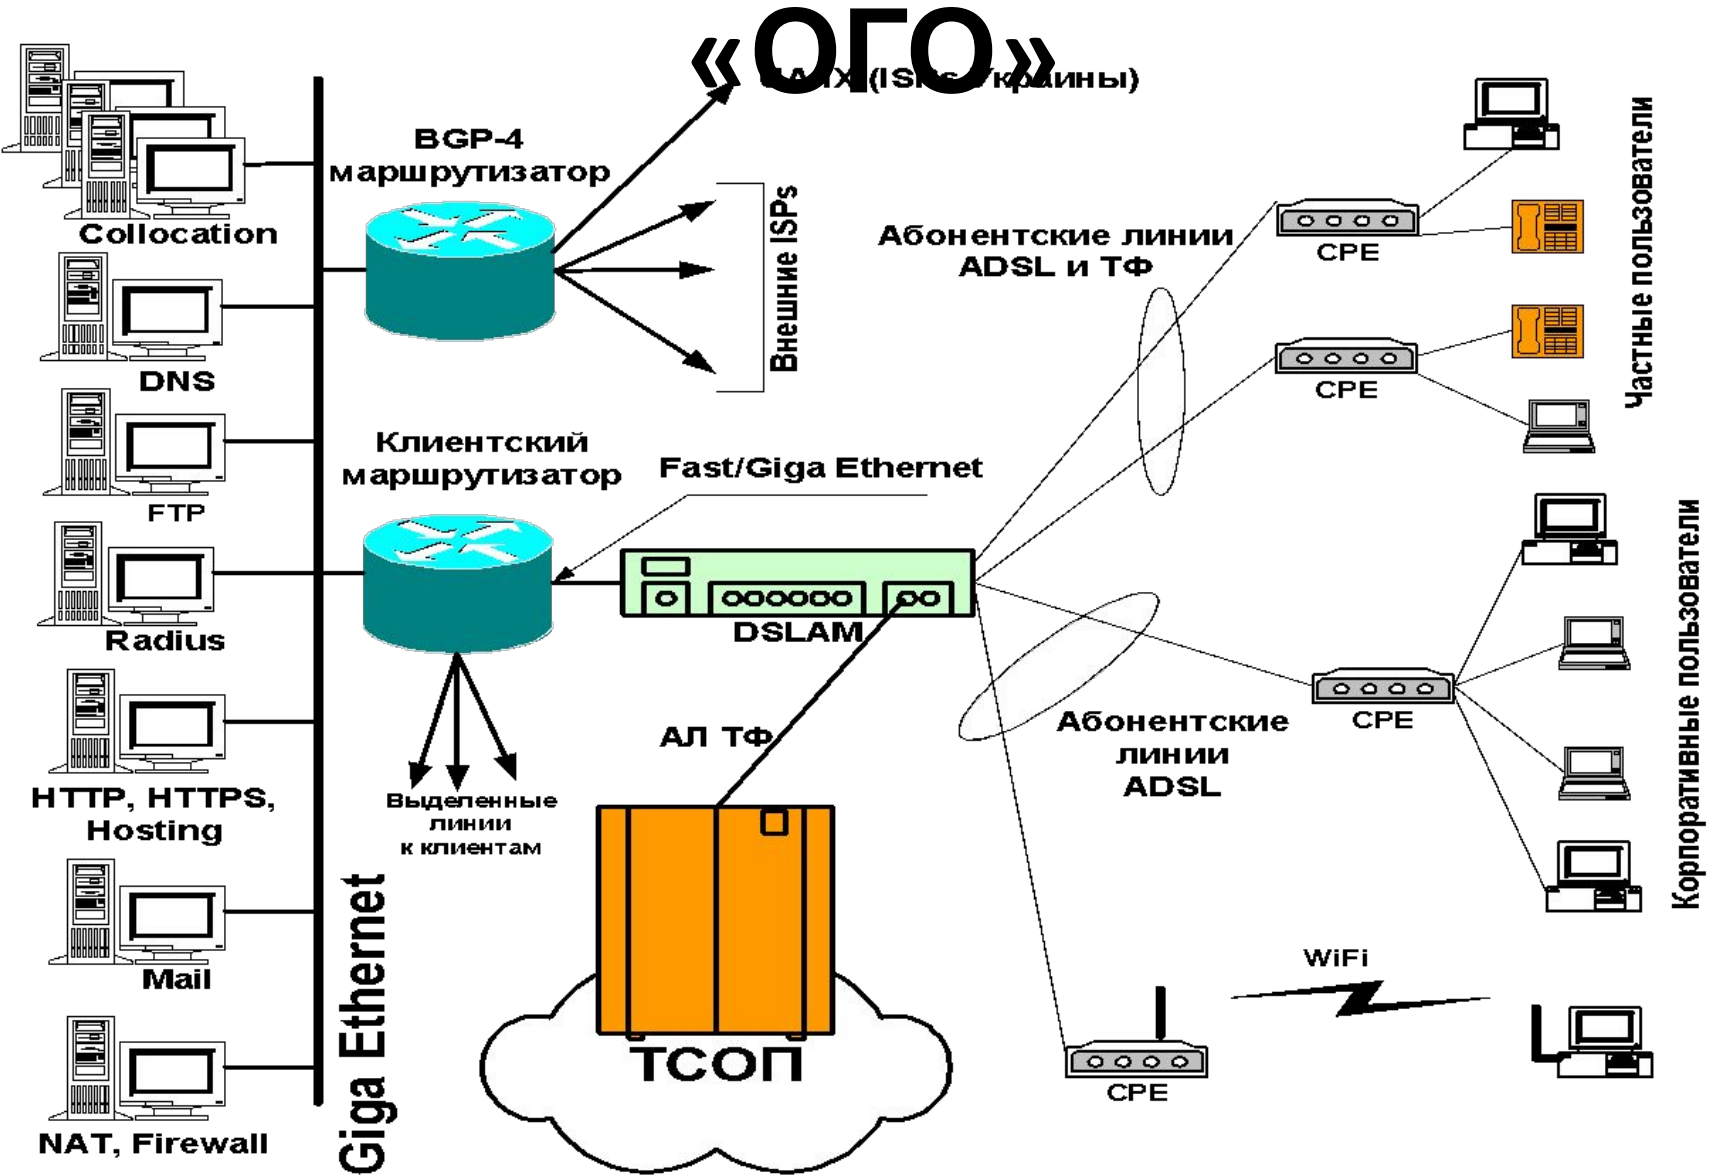 «ОГО»
(ISPs Украины)
BGP-4
маршрутизатор
Collocation
Внешние ISPs
Абонентские линии
ADSL и ТФ
CPE
Частные пользователи
DNS
CPE
FTP
Клиентский
маршрутизатор
Fast/Giga Ethernet
Radius
DSLAM
АЛ ТФ
Абонентские
линии
ADSL
CPE
Корпоративные пользователи
HTTP, HTTPS,
Hosting
Выделенные
линии
к клиентам
Giga Ethernet
Mail
WiFi
ТСОП
CPE
NAT, Firewall